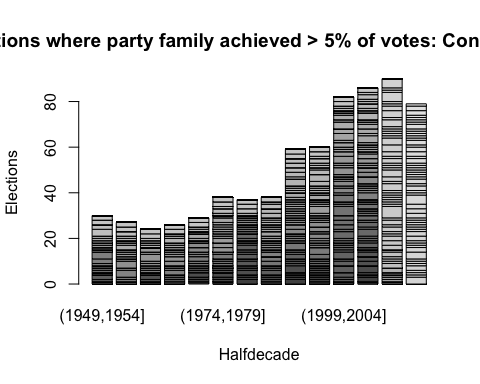 tions where party family achieved > 5% of votes: Con
Elections
80
60
40
20
0
(1949,1954] (1974,1979] (1999,2004]
Halfdecade